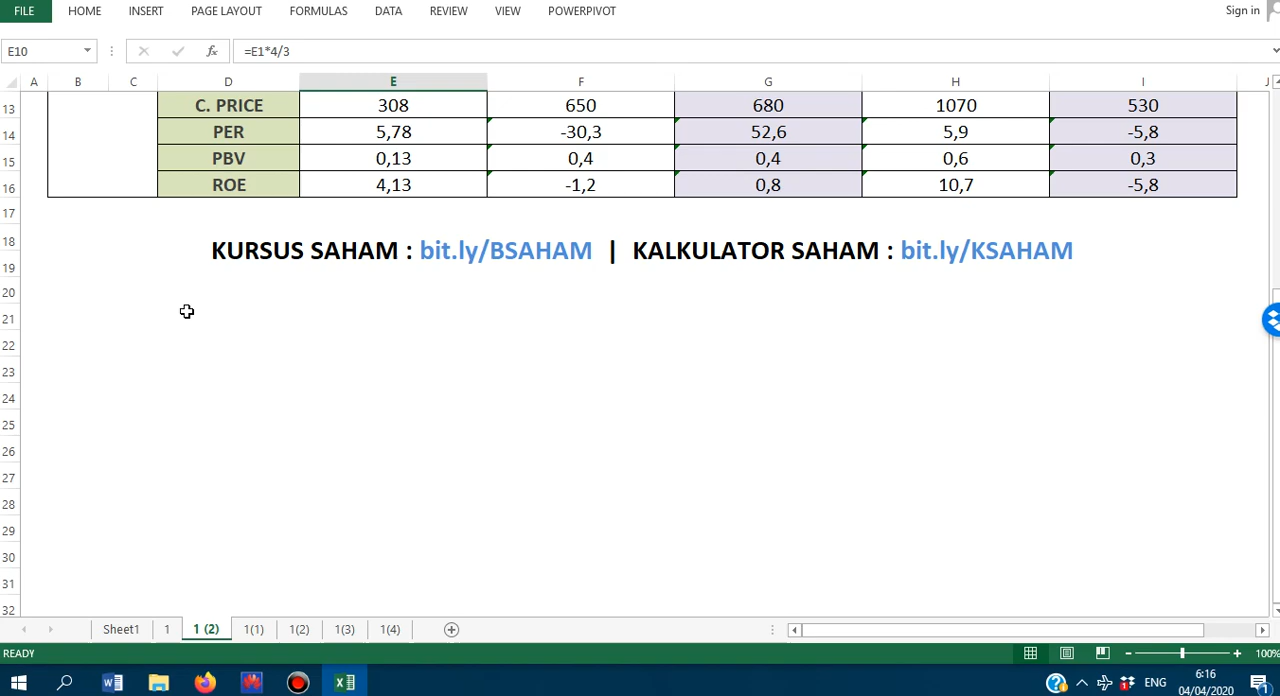 FILE HOME INSERT PAGE LAYOUT FORMULAS DATA REVIEW VIEW POWERPIVOT Sign in
E10 fx =E1*4/3
A B C D E F G H I J
13 C. PRICE 308 650 680 1070 530
14 PER 5,78 -30,3 52,6 5,9 -5,8
15 PBV 0,13 0,4 0,4 0,6 0,3
16 ROE 4,13 -1,2 0,8 10,7 -5,8
17
18 KURSUS SAHAM : bit.ly/BSAHAM | KALKULATOR SAHAM : bit.ly/KSAHAM
19
20
21
22
23
24
25
26
27
28
29
30
31
32
Sheet1 1 1 (2) 1(1) 1(2) 1(3) 1(4)
READY 100%
ENG 6:16
04/04/2020